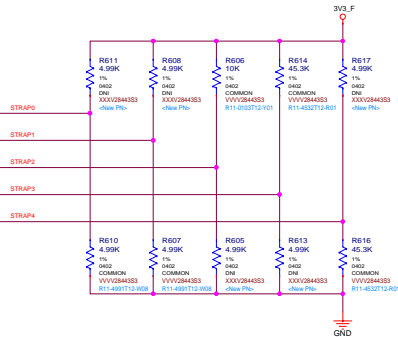 3V3_F
R611
4.99K
1%
0402
DNI
XXXV28443S3
<New PN>
R608
4.99K
1%
0402
DNI
XXXV28443S3
<New PN>
R606
10K
1%
0402
COMMON
VVVV28443S3
R11-0103T12-Y01
R614
45.3K
1%
0402
COMMON
VVVV28443S3
R11-4532T12-R01
R617
4.99K
1%
0402
DNI
XXXV28443S3
<New PN>
STRAP0
STRAP1
STRAP2
STRAP3
STRAP4
R610
4.99K
1%
0402
COMMON
VVVV28443S3
R11-4991T12-W08
R607
4.99K
1%
0402
COMMON
VVVV28443S3
R11-4991T12-W08
R605
4.99K
1%
0402
DNI
VVVV28443S3
<New PN>
R613
4.99K
1%
0402
DNI
VVVV28443S3
<New PN>
R616
45.3K
1%
0402
COMMON
VVVV28443S3
R11-4532T12-R01
GND